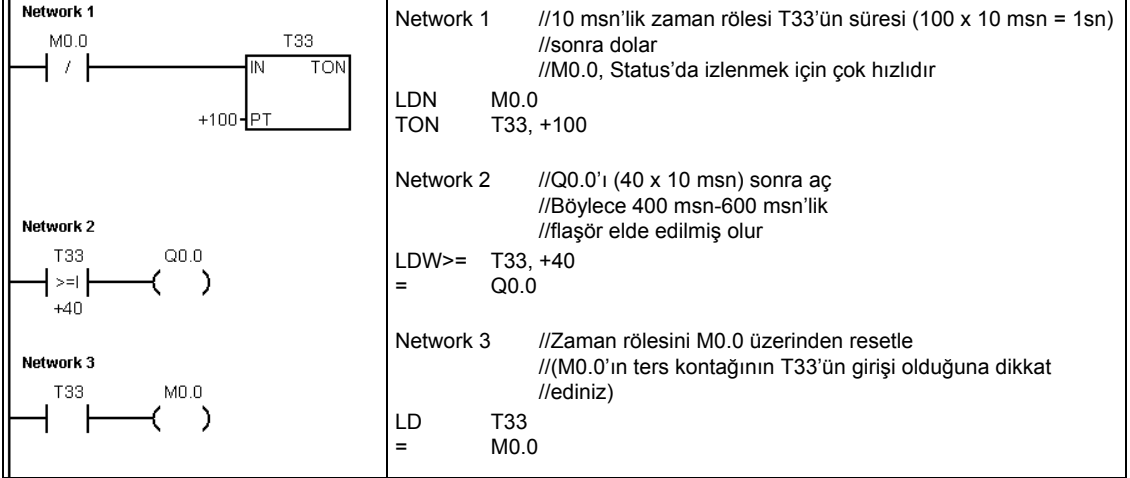 Network 1
M0.0 T33
/ IN TON
+100 PT
Network 2
T33 Q0.0
>=I ( )
+40
Network 3
T33 M0.0
( )
Network 1 //10 msn'lik zaman rölesi T33'ün süresi (100 x 10 msn = 1sn)
//sonra dolar
//M0.0, Status'da izlenmek için çok hızlıdır
LDN M0.0
TON T33, +100
Network 2 //Q0.0'ı (40 x 10 msn) sonra aç
//Böylece 400 msn-600 msn'lik
//flaşör elde edilmiş olur
LDW>= T33, +40
= Q0.0
Network 3 //Zaman rölesini M0.0 üzerinden resetle
//(M0.0'ın ters kontağının T33'ün girişi olduğuna dikkat
//ediniz)
LD T33
= M0.0